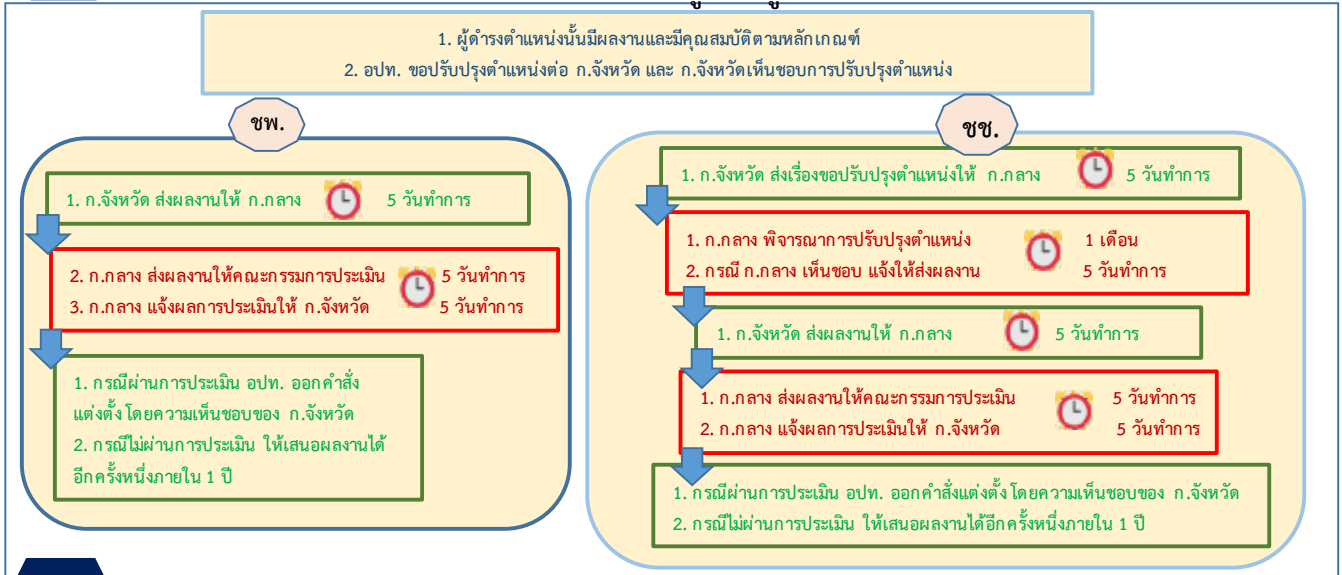 1. ผู้ดำรงตำแหน่งนั้นมีผลงานและมีคุณสมบัติตามหลักเกณฑ์
2. อปท. ขอปรับปรุงตำแหน่งต่อ ก.จังหวัด และ ก.จังหวัดเห็นชอบการปรับปรุงตำแหน่ง
ชพ.
1. ก.จังหวัด ส่งผลงานให้ ก.กลาง 5 วันทำการ
2. ก.กลาง ส่งผลงานให้คณะกรรมการประเมิน 5 วันทำการ
3. ก.กลาง แจ้งผลการประเมินให้ ก.จังหวัด 5 วันทำการ
1. กรณีผ่านการประเมิน อปท. ออกคำสั่ง
แต่งตั้ง โดยความเห็นชอบของ ก.จังหวัด
2. กรณีไม่ผ่านการประเมิน ให้เสนอผลงานได้
อีกครั้งหนึ่งภายใน 1 ปี
ชช.
1. ก.จังหวัด ส่งเรื่องขอปรับปรุงตำแหน่งให้ ก.กลาง 5 วันทำการ
1. ก.กลาง พิจารณาการปรับปรุงตำแหน่ง 1 เดือน
2. กรณี ก.กลาง เห็นชอบ แจ้งให้ส่งผลงาน 5 วันทำการ
1. ก.จังหวัด ส่งผลงานให้ ก.กลาง 5 วันทำการ
1. ก.กลาง ส่งผลงานให้คณะกรรมการประเมิน 5 วันทำการ
2. ก.กลาง แจ้งผลการประเมินให้ ก.จังหวัด 5 วันทำการ
1. กรณีผ่านการประเมิน อปท. ออกคำสั่งแต่งตั้ง โดยความเห็นชอบของ ก.จังหวัด
2. กรณีไม่ผ่านการประเมิน ให้เสนอผลงานได้อีกครั้งหนึ่งภายใน 1 ปี